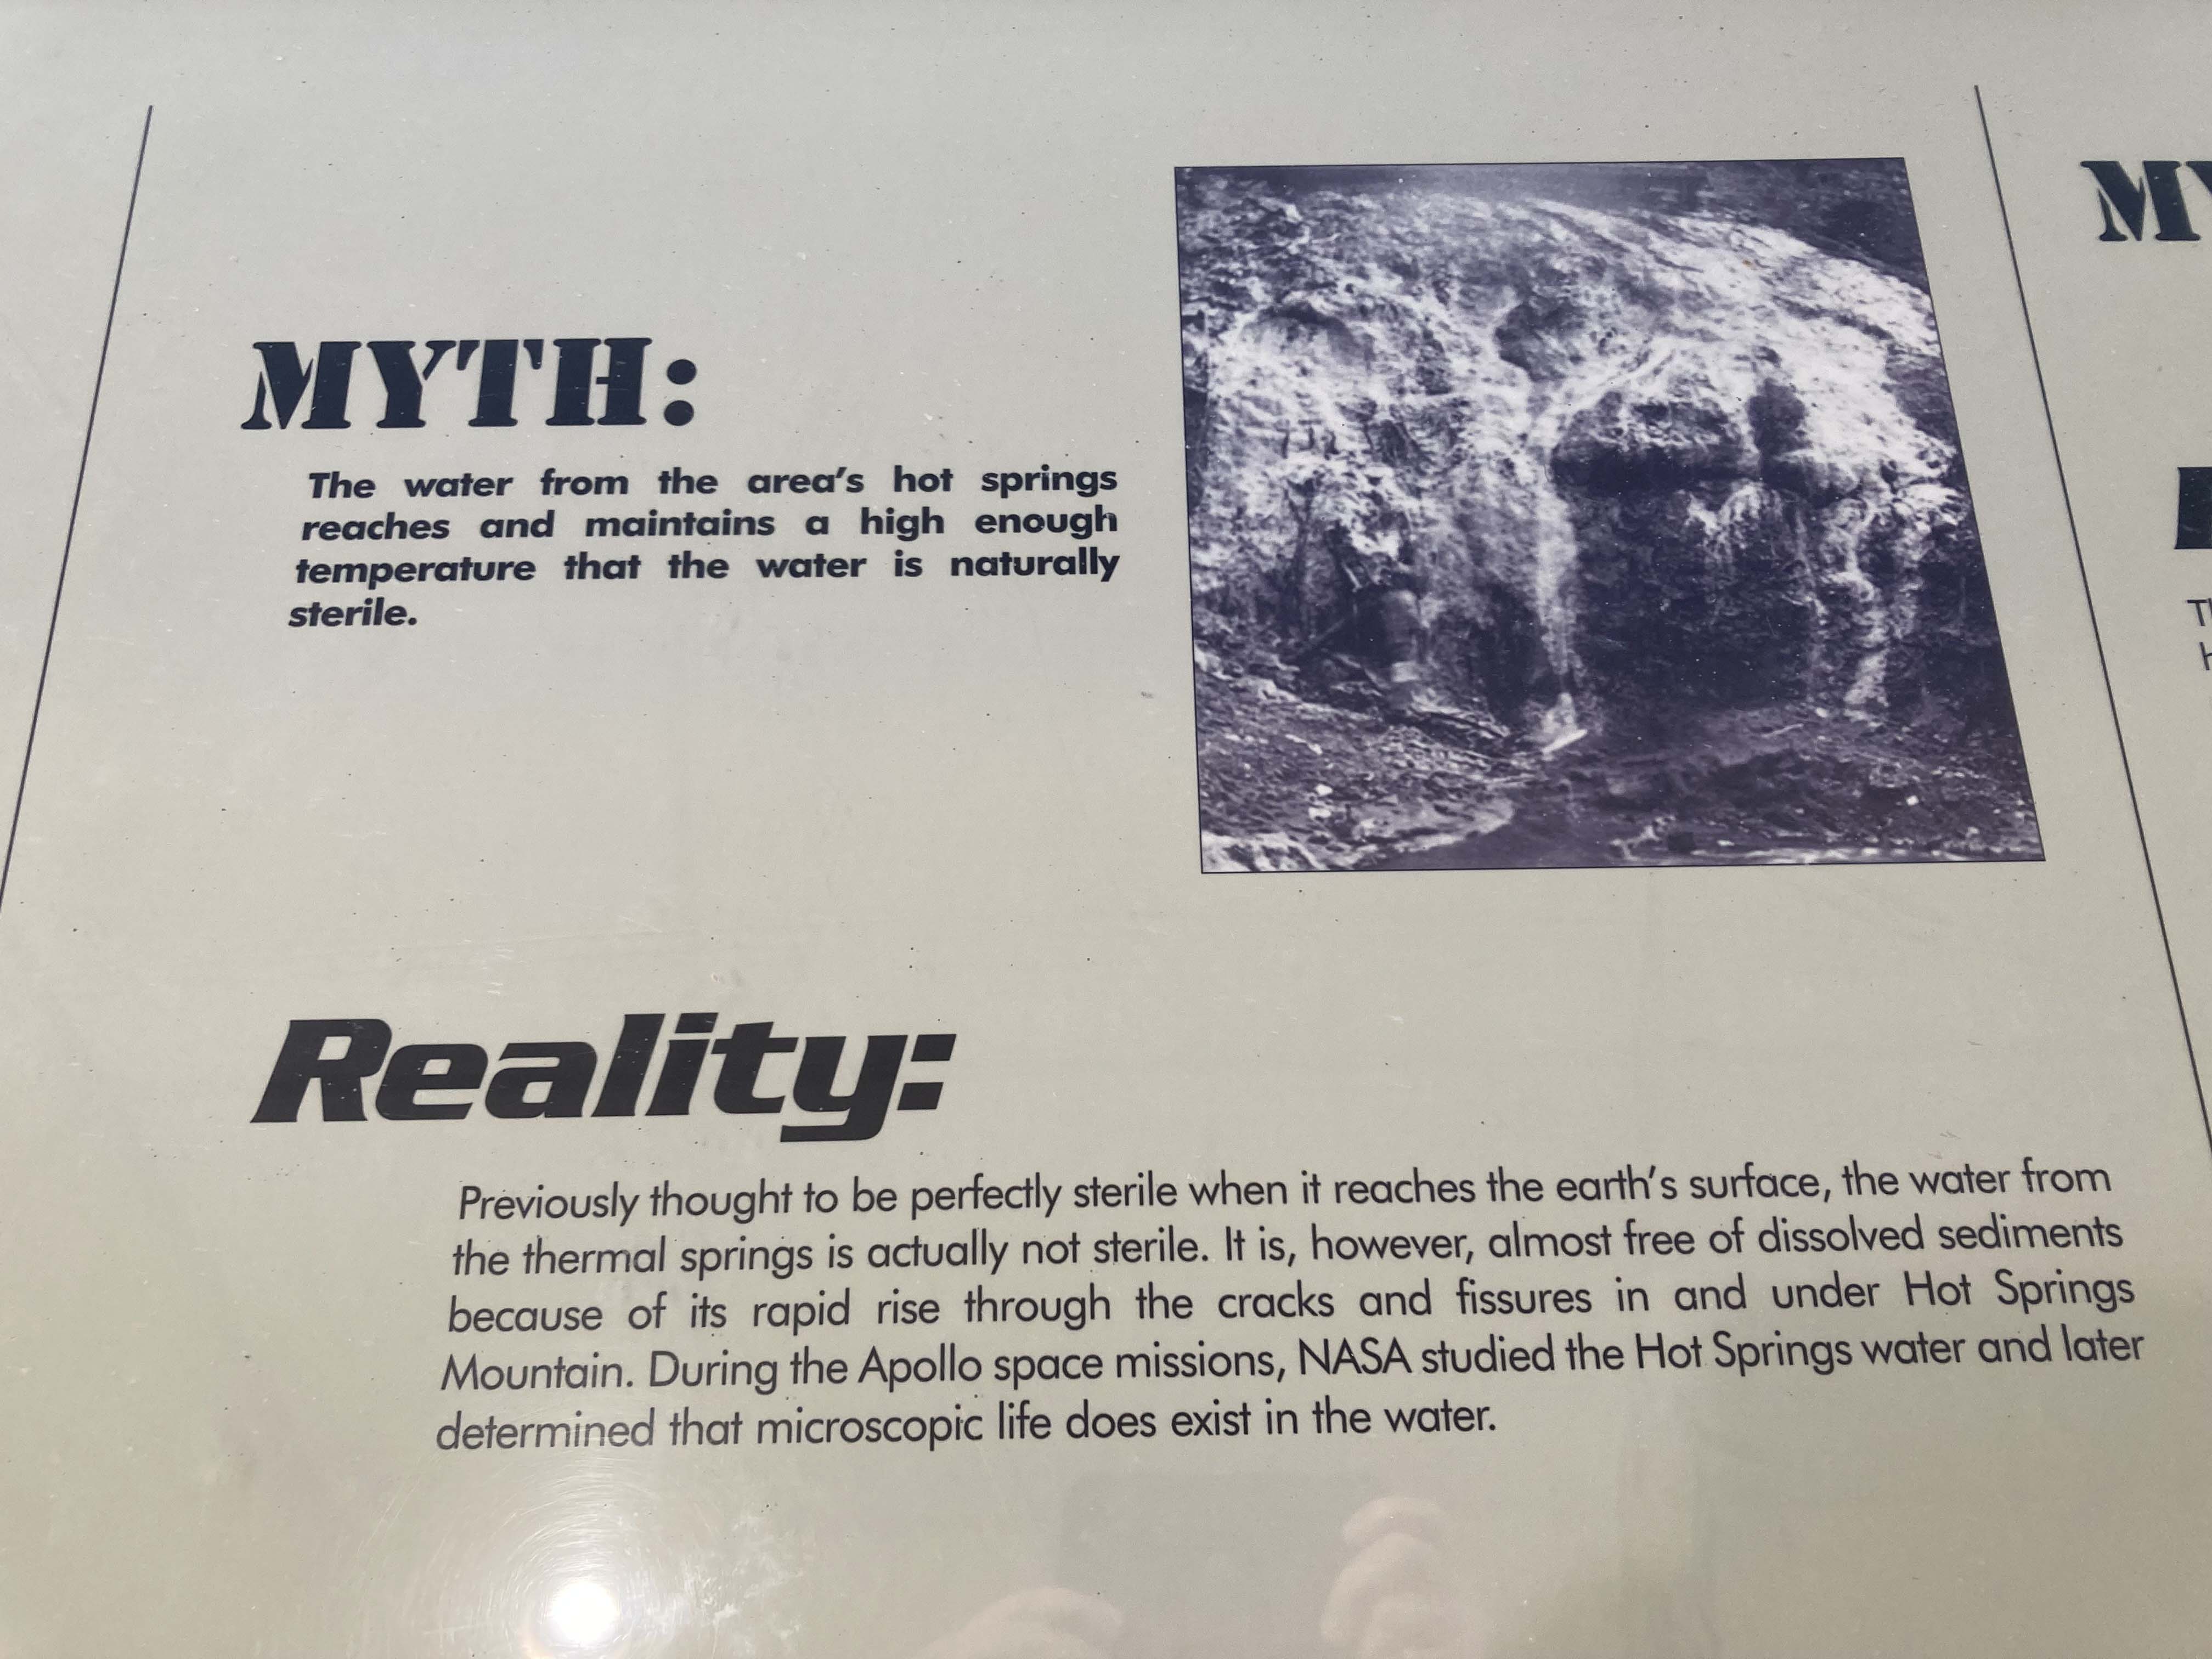 MYTH:
The water from the area's hot springs
reaches and maintains a high enough
temperature that the water is naturally
sterile.
Reality:
Previously thought to be perfectly sterile when it reaches the earth's surface, the water from
the thermal springs is actually not sterile. It is, however, almost free of dissolved sediments
because of its rapid rise through the cracks and fissures in and under Hot Springs
Mountain. During the Apollo space missions, NASA studied the Hot Springs water and later
determined that microscopic life does exist in the water.